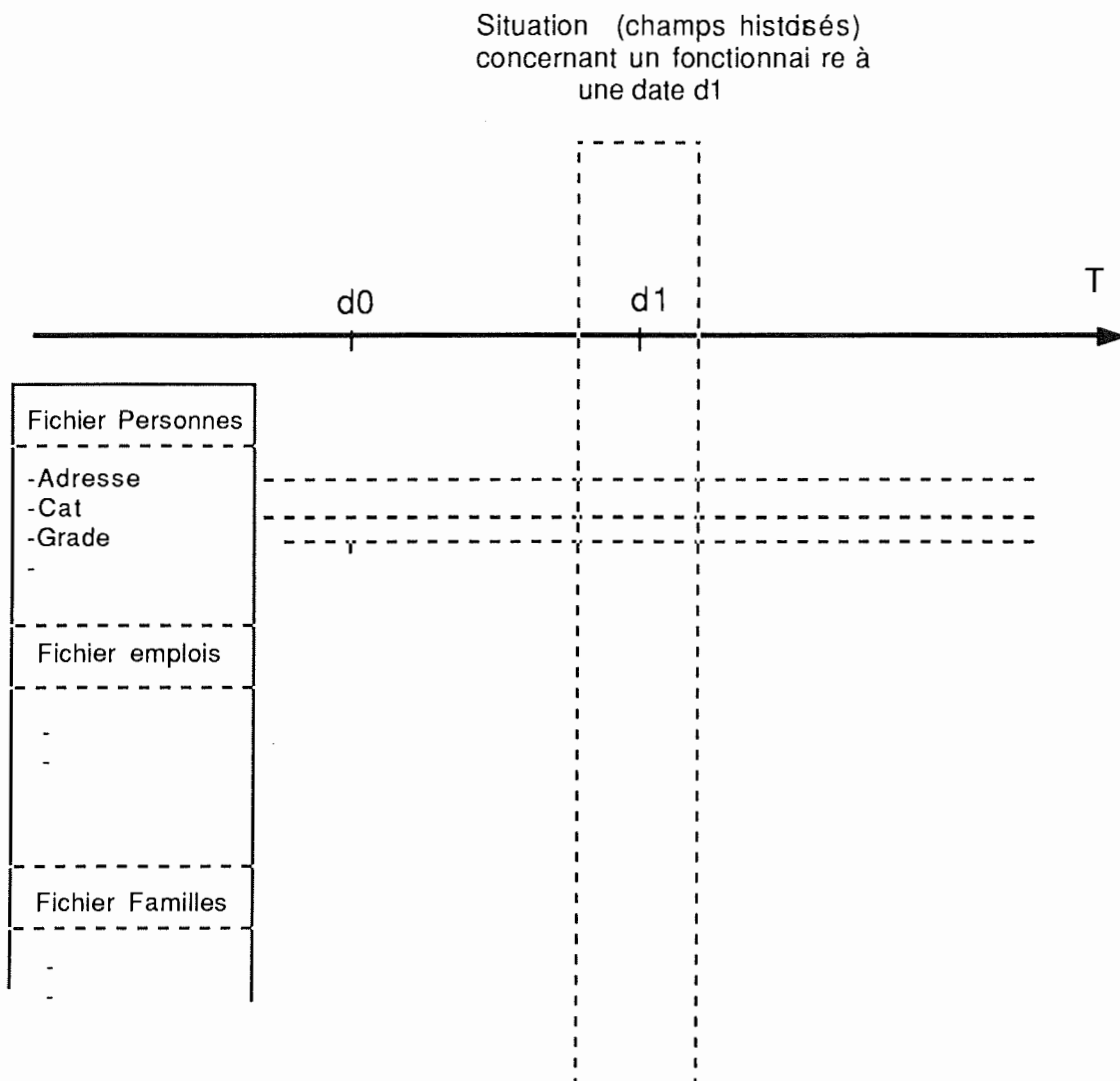 Situation (champs histoisés)
concernant un fonctionnai re à
une date d1
T
d0
d1
Fichier Personnes
-Adresse
-Cat
-Grade
-
Fichier emplois
-
-
Fichier Familles
-
-